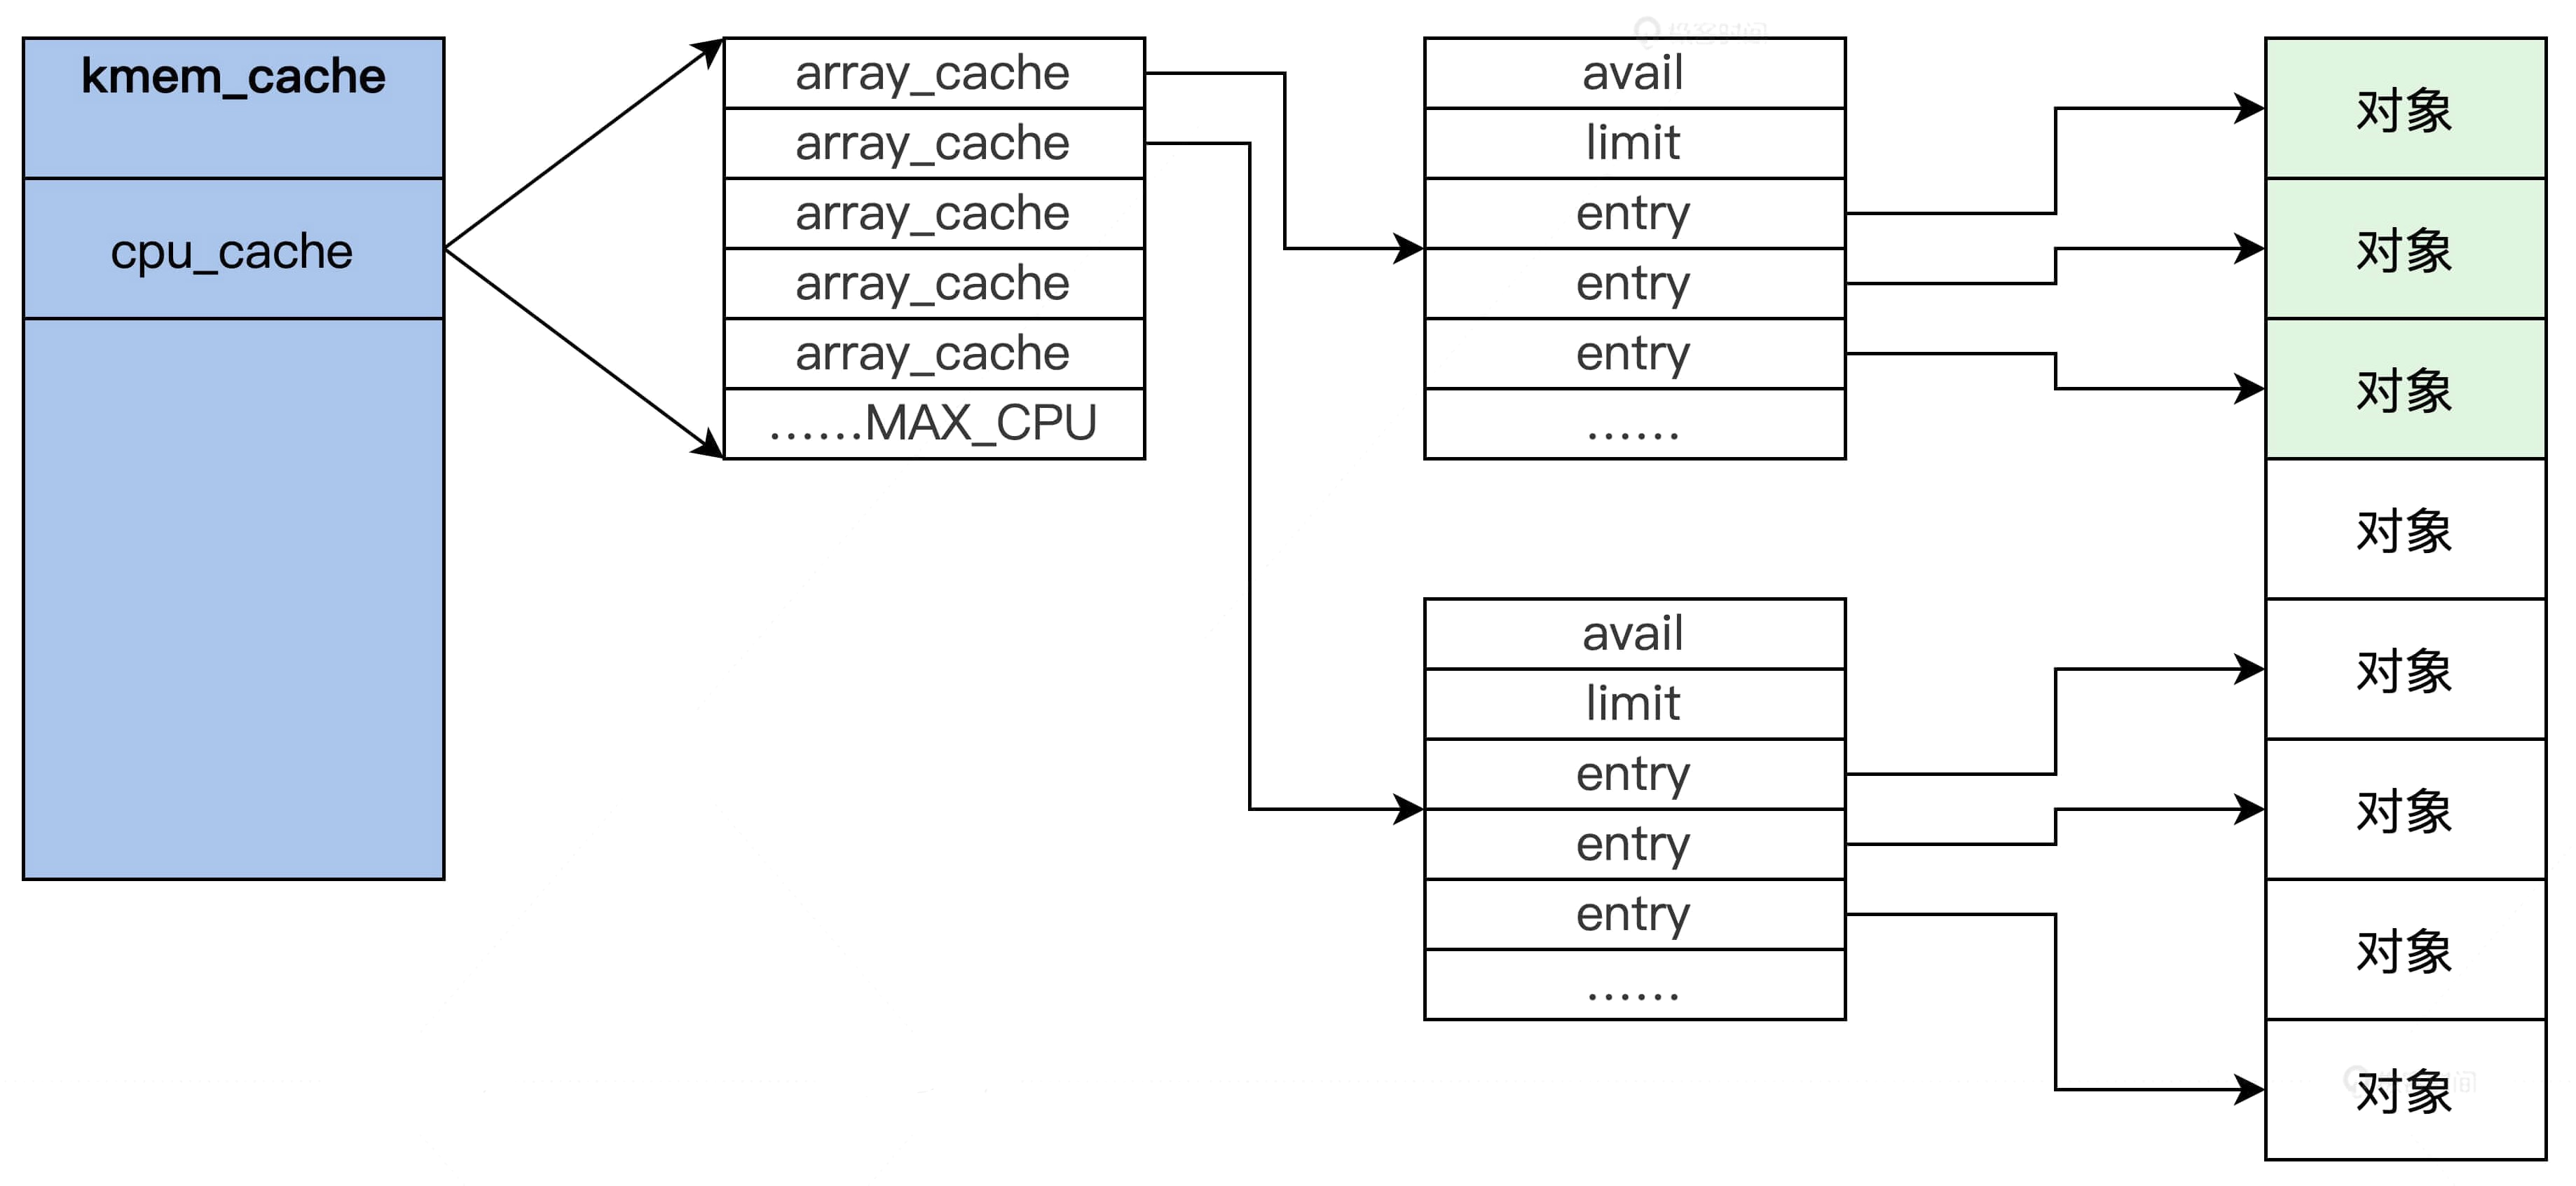 kmem_cache
cpu_cache
array_cache
array_cache
array_cache
array_cache
array_cache
......MAX_CPU
avail
limit
entry
entry
entry
......
avail
limit
entry
entry
entry
......
对象
对象
对象
对象
对象
对象
对象
对象